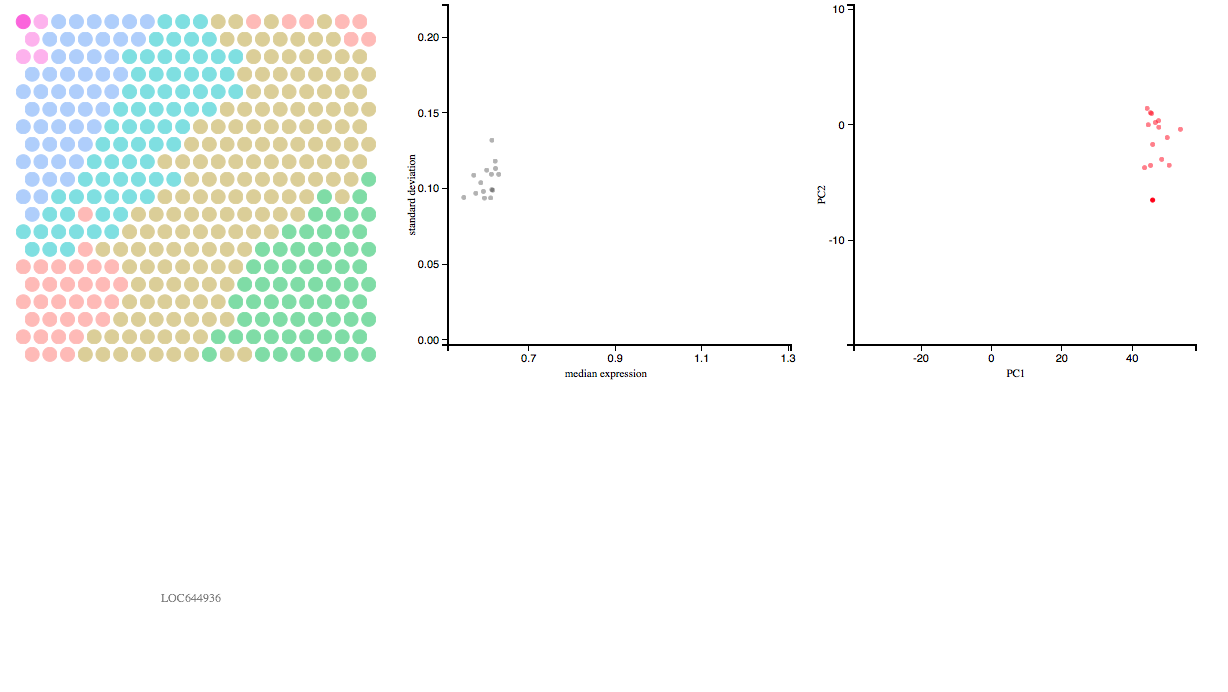 0.20
0.15
0.10
0.05
0.00
standard deviation
0.7 0.9 1.1 1.3
median expression
10
0
-10
PC2
-20 0 20 40
PC1
LOC644936